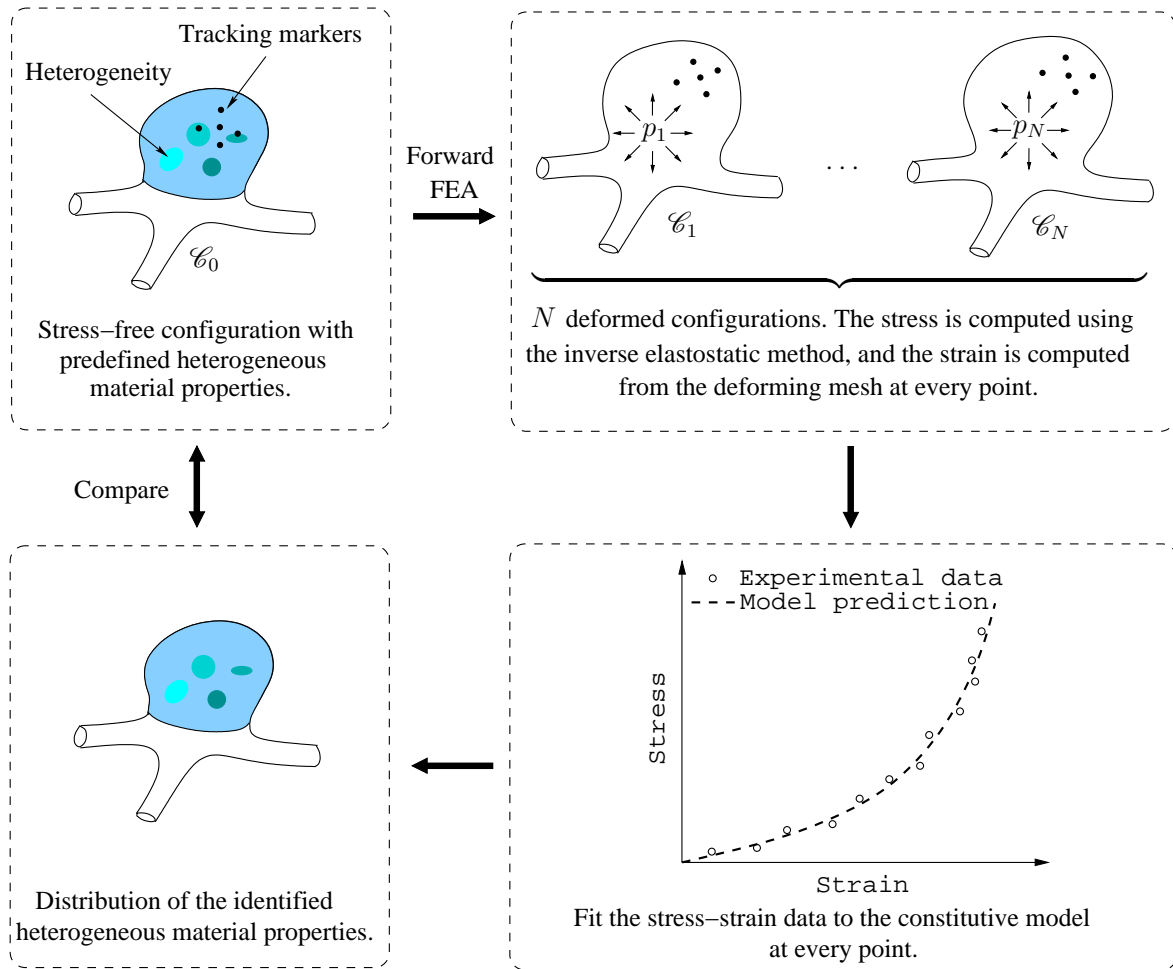 Tracking markers
Heterogeneity
𝒞0
Stress–free configuration with
predefined heterogeneous
material properties.
Forward
FEA
p1
𝒞1
. . .
pN
𝒞N
N deformed configurations. The stress is computed using
the inverse elastostatic method, and the strain is computed
from the deforming mesh at every point.
Compare
Experimental data
Model prediction
Stress
Strain
Fit the stress–strain data to the constitutive model
at every point.
Distribution of the identified
heterogeneous material properties.